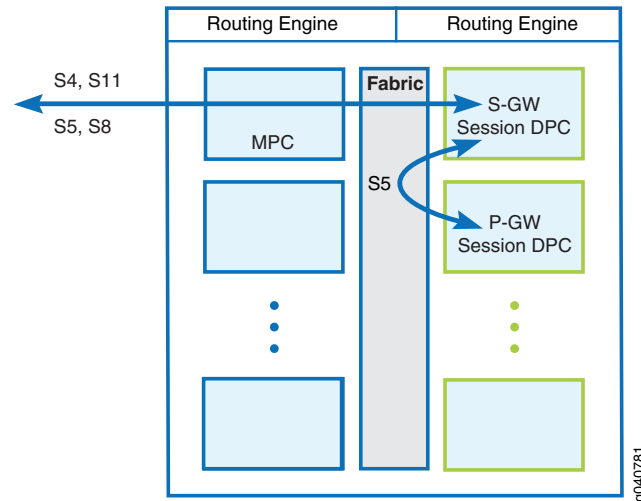 Routing Engine
Routing Engine
S4, S11
S5, S8
Fabric
MPC
S-GW
Session DPC
S5
P-GW
Session DPC
g040781